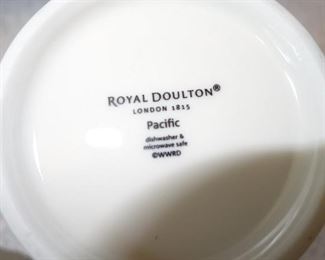 ROYAL DOULTON®
LONDON 1815
Pacific
dishwasher &
microwave safe
©WWRD